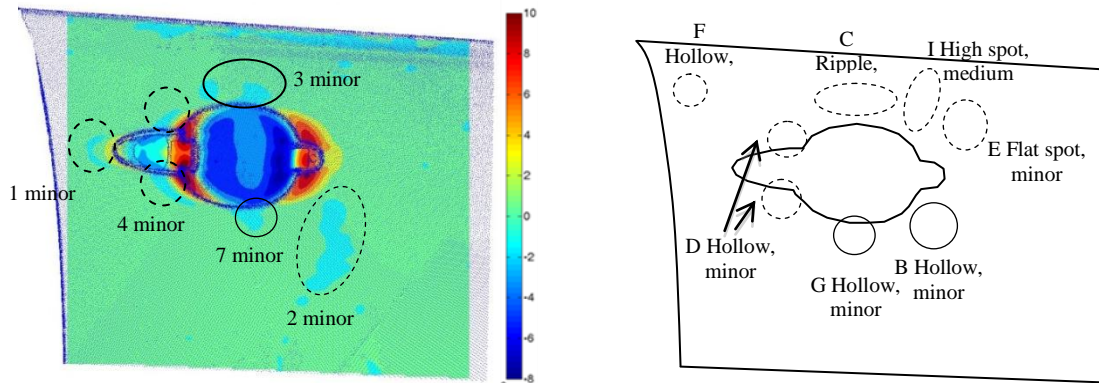 3 minor
1 minor
4 minor
7 minor
2 minor
10
8
6
4
2
0
-2
-4
-6
-8
F
Hollow,
C
Ripple,
I High spot,
medium
E Flat spot,
minor
D Hollow,
minor
G Hollow,
minor
B Hollow,
minor